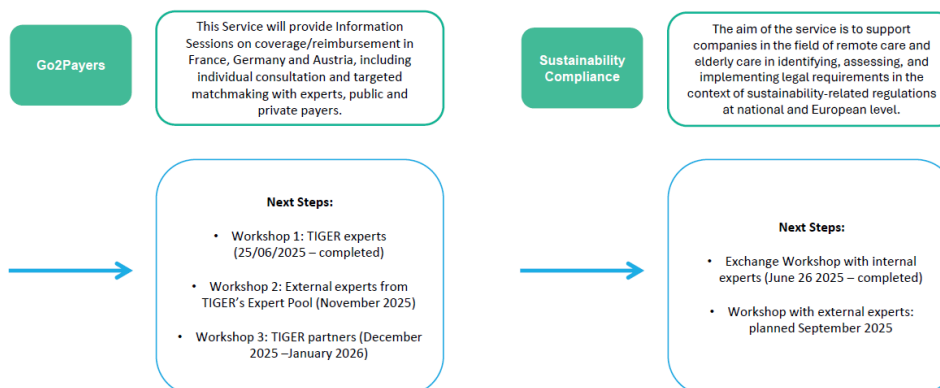 Go2Payers
This Service will provide Information
Sessions on coverage/reimbursement in
France, Germany and Austria, including
individual consultation and targeted
matchmaking with experts, public and
private payers.
Sustainability
Compliance
The aim of the service is to support
companies in the field of remote care and
elderly care in identifying, assessing, and
implementing legal requirements in the
context of sustainability-related regulations
at national and European level.
Next Steps:
• Workshop 1: TIGER experts
(25/06/2025 – completed)
• Workshop 2: External experts from
TIGER's Expert Pool (November 2025)
• Workshop 3: TIGER partners (December
2025 –January 2026)
Next Steps:
• Exchange Workshop with internal
experts (June 26 2025 – completed)
• Workshop with external experts:
planned September 2025